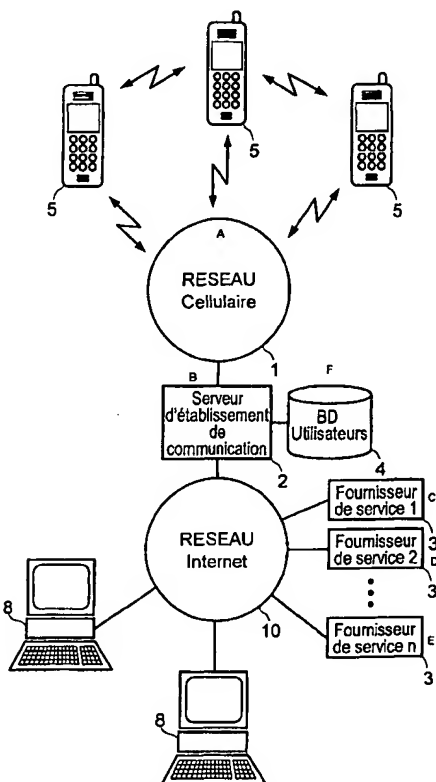 5
5
5
A
RESEAU
Cellulaire
1
B
F
Serveur
d'établissement
de
communication
2
BD
Utilisateurs
4
RESEAU
Internet
10
Fournisseur
de service 1
C
3
Fournisseur
de service 2
D
3
Fournisseur
de service n
E
3
8
8